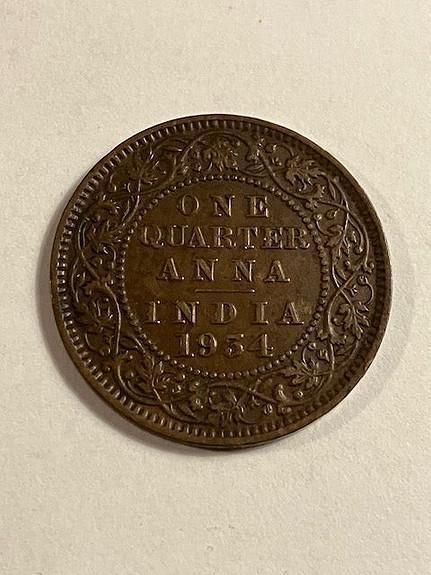 ONE
QUARTER
ANNA
INDIA
1934